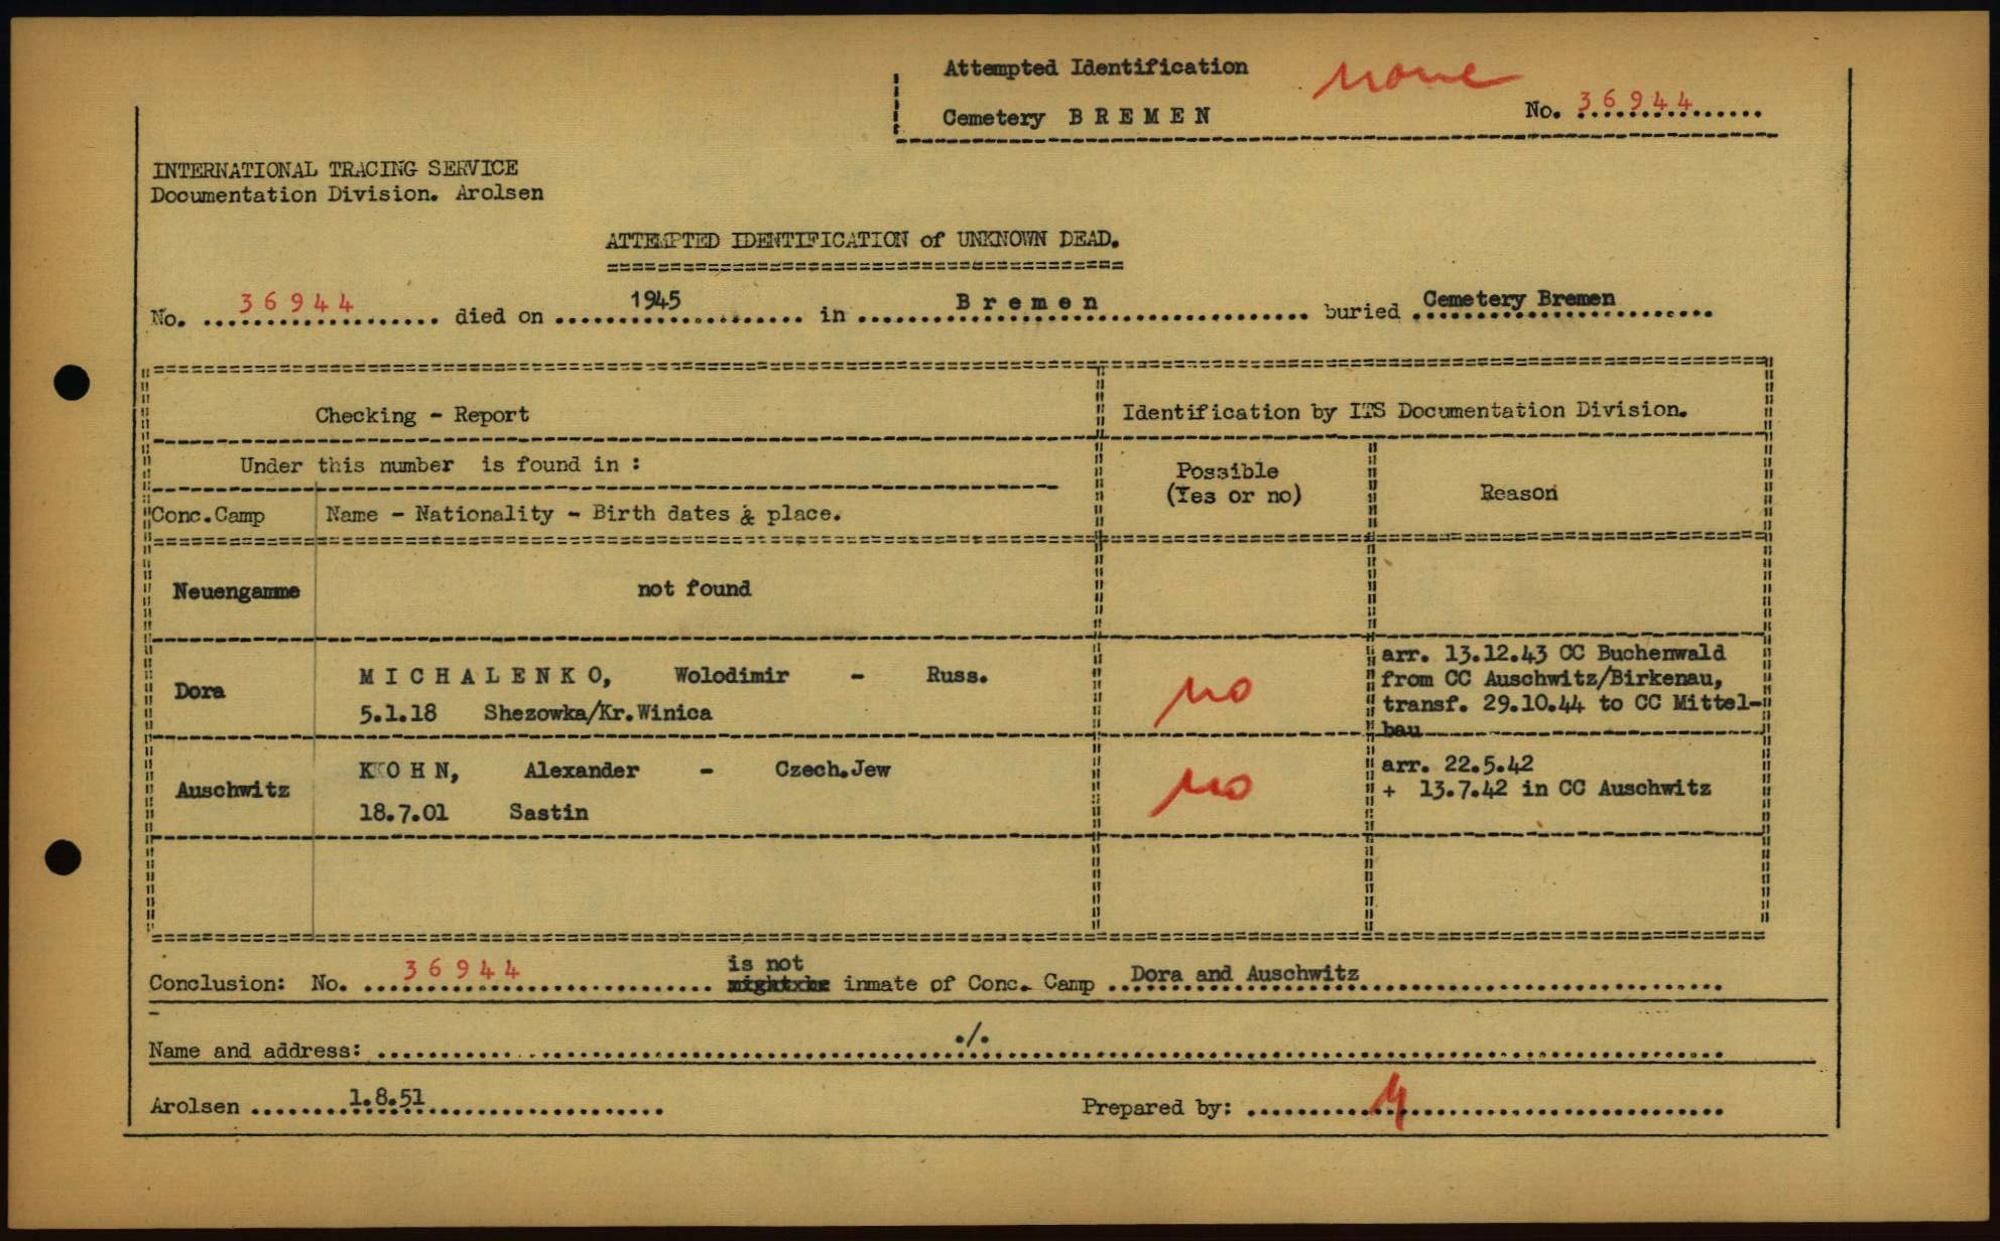 Attempted Identification none
Cemetery B R E M E N No. 36944
INTERNATIONAL TRACING SERVICE
Documentation Division. Arolsen
ATTEMPTED IDENTIFICATION of UNKNOWN DEAD.
No. 36944 died on 1945 in B r e m e n buried Cemetery Bremen
Checking - Report
Identification by ITS Documentation Division.
Under this number is found in :
Possible
(Yes or no)
Reason
Conc.Camp Name - Nationality - Birth dates & place.
Neuengamme not found
Dora M I C H A L E N K O, Wolodimir - Russ.
5.1.18 Shezowka/Kr.Winica
no
arr. 13.12.43 CC Buchenwald
from CC Auschwitz/Birkenau,
transf. 29.10.44 to CC Mittel-
bau
Auschwitz K O H N, Alexander - Czech.Jew
18.7.01 Sastin
no
arr. 22.5.42
+ 13.7.42 in CC Auschwitz
is not
Conclusion: No. 36944 might be inmate of Conc. Camp Dora and Auschwitz
Name and address: ./.
Arolsen 1.8.51 Prepared by: